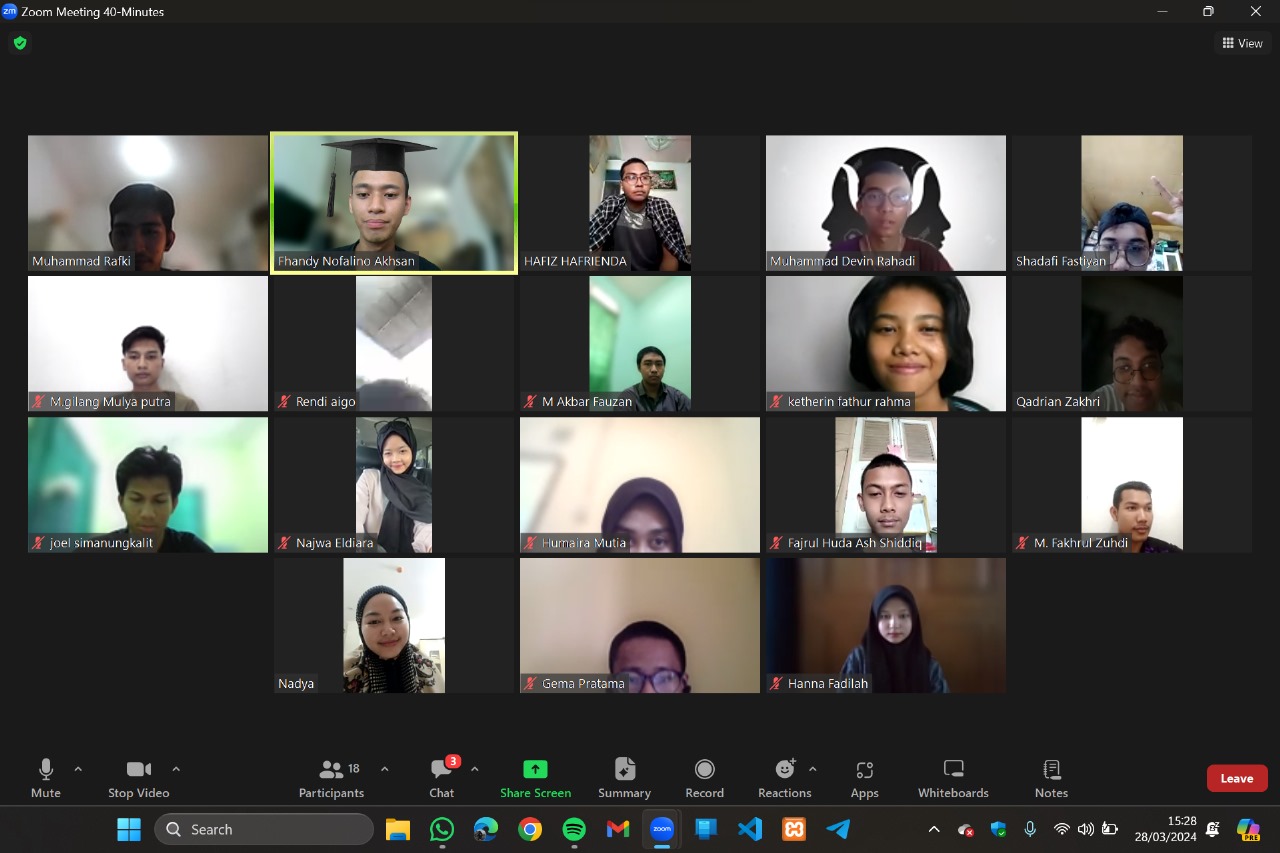 zm Zoom Meeting 40-Minutes
View
Muhammad Rafki
Fhandy Nofalino Akhsan
HAFIZ HAFRIENDA
Muhammad Devin Rahadi
Shadafi Fastiyan
M.gilang Mulya putra
Rendi aigo
M Akbar Fauzan
ketherin fathur rahma
Qadrian Zakhri
joel simanungkalit
Najwa Eldiara
Humaira Mutia
Fajrul Huda Ash Shiddiq
M. Fakhrul Zuhdi
Nadya
Gema Pratama
Hanna Fadilah
18
3
Mute
Stop Video
Participants
Chat
Share Screen
Summary
Record
Reactions
Apps
Whiteboards
Notes
Leave
Search
zoom
15:28
28/03/2024
PRE